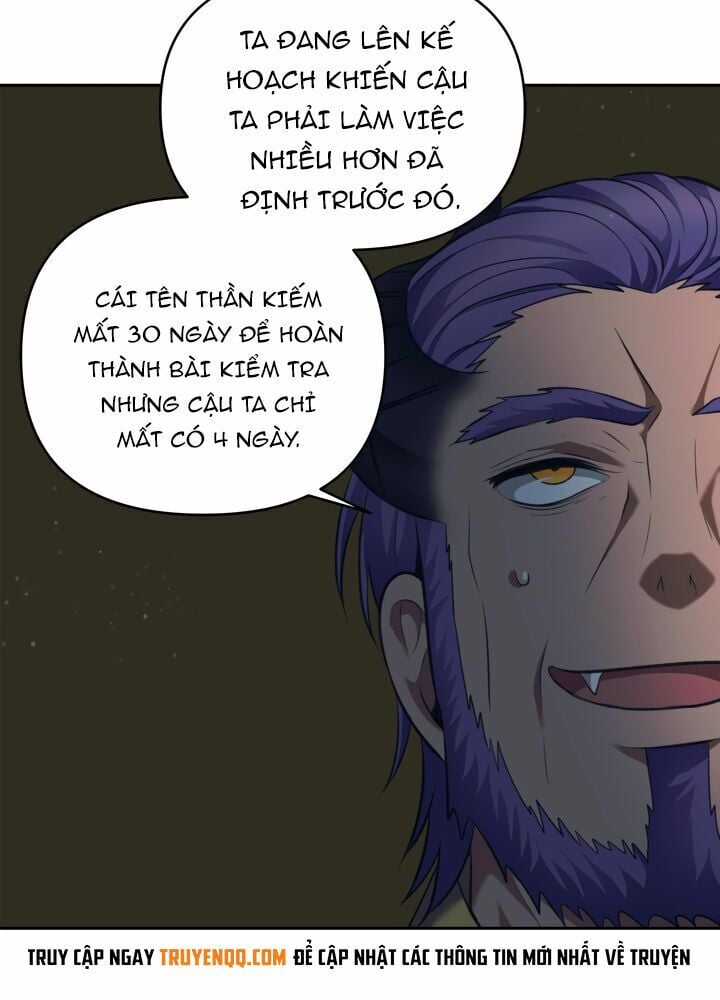 TA ĐANG LÊN KẾ
HOẠCH KHIẾN CẬU
TA PHẢI LÀM VIỆC
NHIỀU HƠN ĐÃ
ĐỊNH TRƯỚC ĐÓ.
CÁI TÊN THẦN KIẾM
MẤT 30 NGÀY ĐỂ HOÀN
THÀNH BÀI KIỂM TRA
NHƯNG CẬU TA CHỈ
MẤT CÓ 4 NGÀY.
TRUY CẬP NGAY TRUYENQQ.COM ĐỂ CẬP NHẬT CÁC THÔNG TIN MỚI NHẤT VỀ TRUYỆN